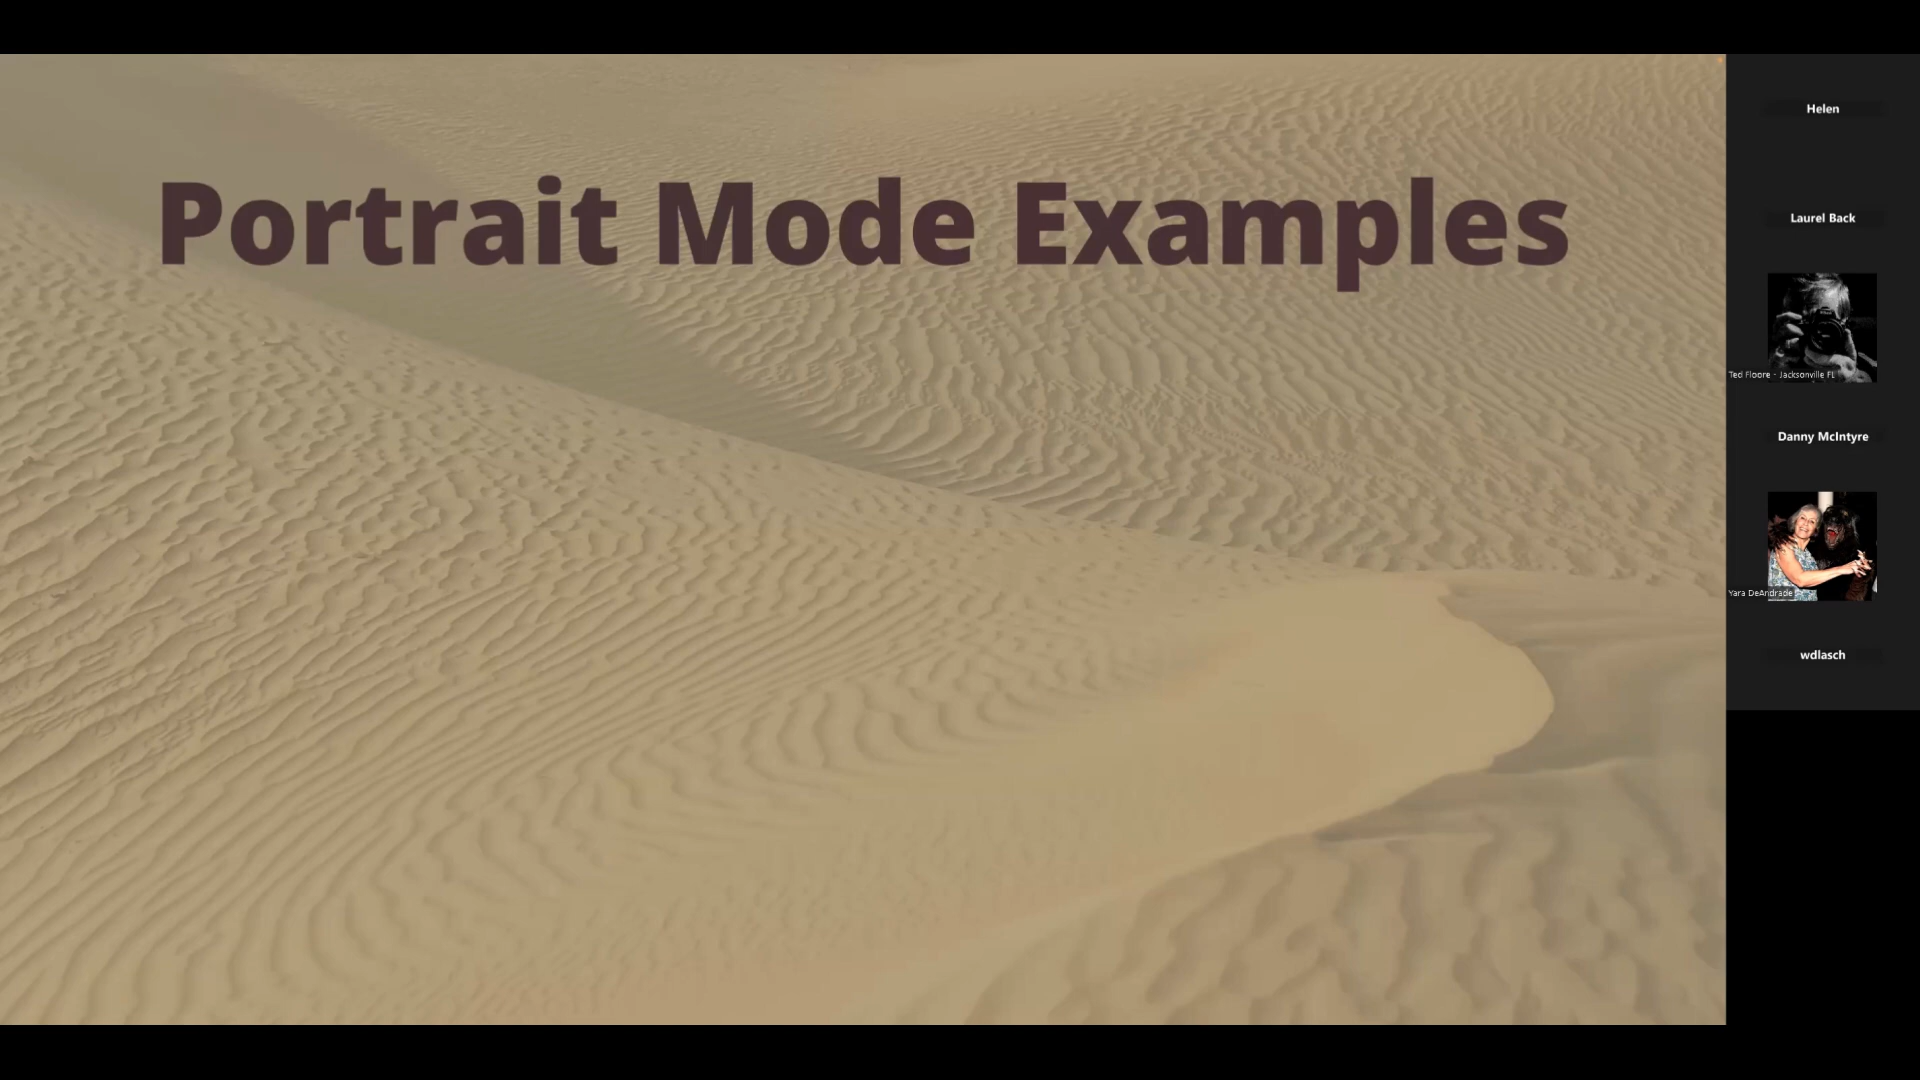 Portrait Mode Examples
Helen
Laurel Back
Ted Floore - Jacksonville FL
Danny McIntyre
Yara DeAndrade
wdlasch